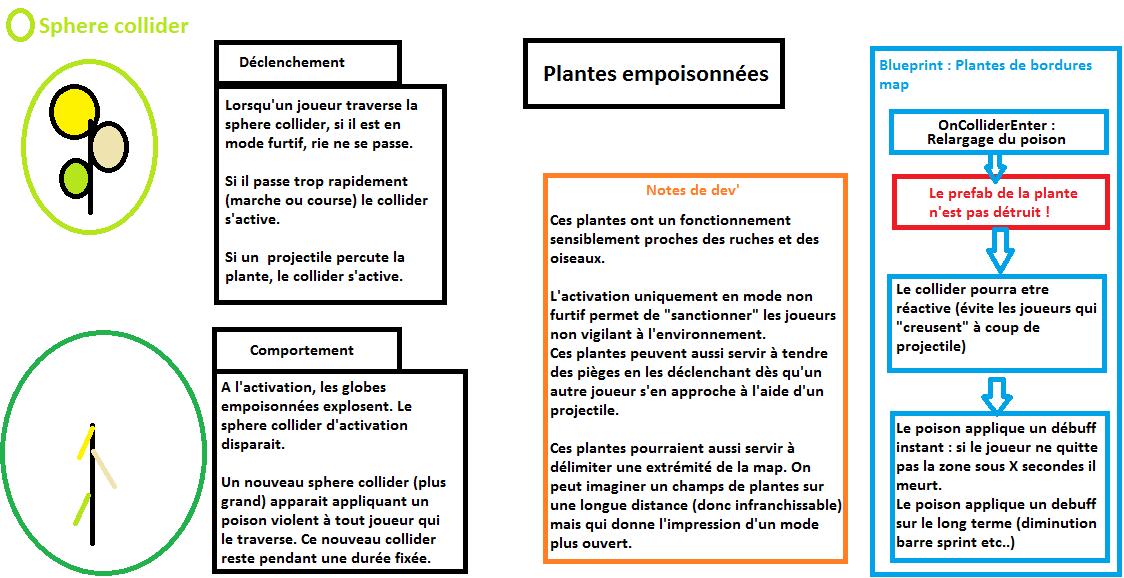 Sphere collider
Déclenchement
Lorsqu'un joueur traverse la
sphere collider, si il est en
mode furtif, rie ne se passe.
Si il passe trop rapidement
(marche ou course) le collider
s'active.
Si un projectile percute la
plante, le collider s'active.
Comportement
A l'activation, les globes
empoisonnées explosent. Le
sphere collider d'activation
disparait.
Un nouveau sphere collider (plus
grand) apparait appliquant un
poison violent à tout joueur qui
le traverse. Ce nouveau collider
reste pendant une durée fixée.
Plantes empoisonnées
Notes de dev'
Ces plantes ont un fonctionnement
sensiblement proches des ruches et des
oiseaux.
L'activation uniquement en mode non
furtif permet de "sanctionner" les joueurs
non vigilant à l'environnement.
Ces plantes peuvent aussi servir à tendre
des pièges en les déclenchant dès qu'un
autre joueur s'en approche à l'aide d'un
projectile.
Ces plantes pourraient aussi servir à
délimiter une extrémité de la map. On
peut imaginer un champs de plantes sur
une longue distance (donc infranchissable)
mais qui donne l'impression d'un mode
plus ouvert.
Blueprint : Plantes de bordures
map
OnColliderEnter :
Relargage du poison
Le prefab de la plante
n'est pas détruit !
Le collider pourra etre
réactive (évite les joueurs qui
"creusent" à coup de
projectile)
Le poison applique un débuff
instant : si le joueur ne quitte
pas la zone sous X secondes il
meurt.
Le poison applique un debuff
sur le long terme (diminution
barre sprint etc..)